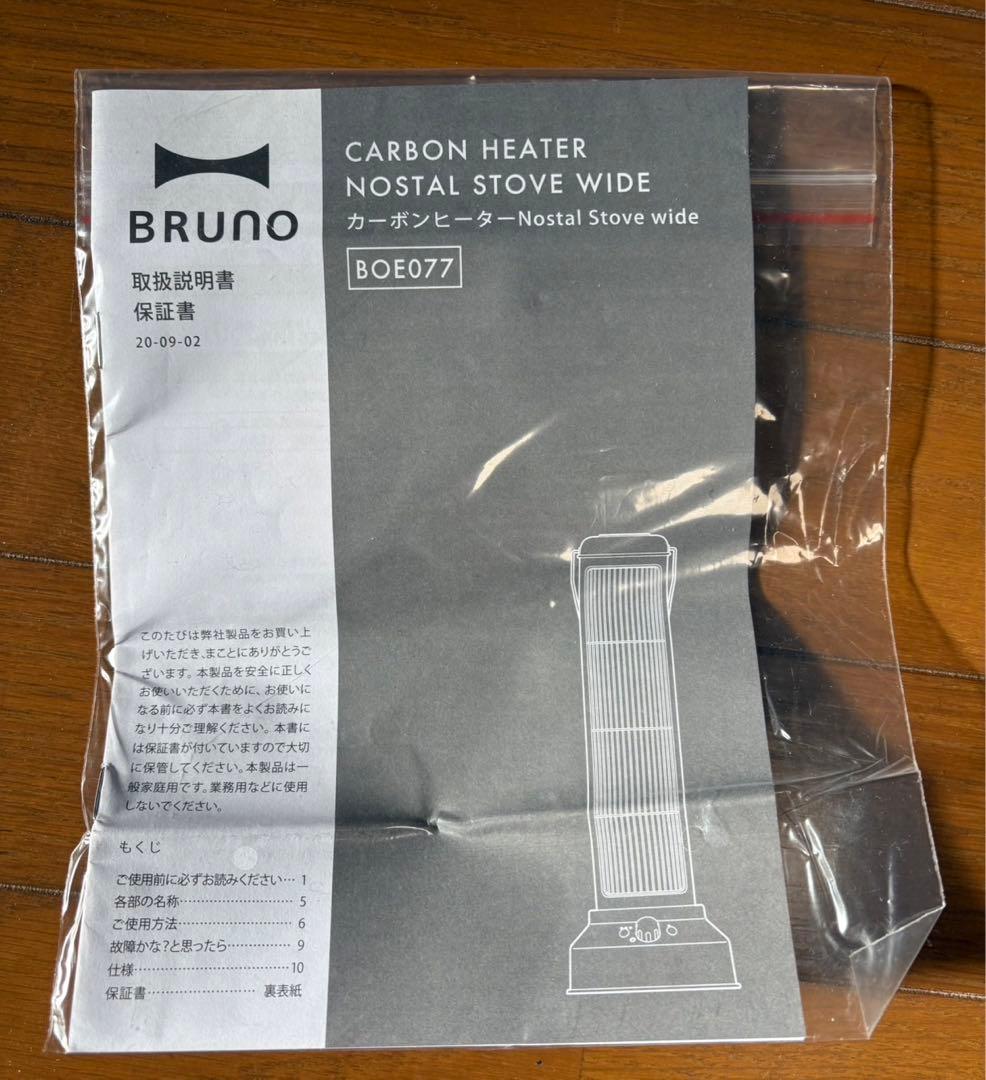 BRUNO
取扱説明書
保証書
20-09-02
CARBON HEATER
NOSTAL STOVE WIDE
カーボンヒーターNostal Stove wide
BOE077
このたびは弊社製品をお買い上
げいただき、まことにありがとうご
ざいます。本製品を安全に正しく
お使いいただくために、お使いに
なる前に必ず本書をよくお読みに
なり十分ご理解ください。本書に
は保証書が付いていますので大切
に保管してください。本製品は一
般家庭用です。業務用などに使用
しないでください。
もくじ
ご使用前に必ずお読みください… 1
各部の名称……………………… 5
ご使用方法……………………… 6
故障かな?と思ったら…………… 9
仕様………………………………10
保証書…………………… 裏表紙